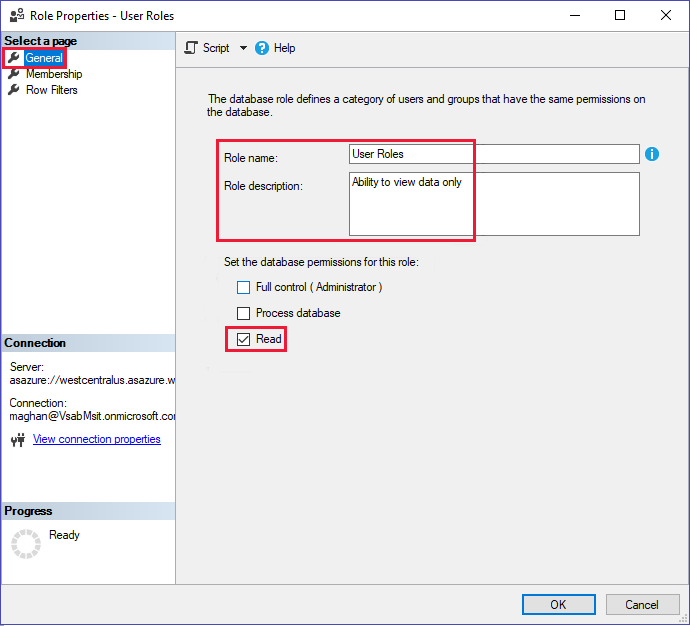 Role Properties - User Roles
Select a page
General
Membership
Row Filters
Script
Help
The database role defines a category of users and groups that have the same permissions on
the database.
Role name:
User Roles
Role description:
Ability to view data only
Set the database permissions for this role:
Full control ( Administrator )
Process database
Read
Connection
Server:
asazure://westcentralus.asazure.w
Connection:
maghan@VsabMsit.onmicrosoft.co
View connection properties
Progress
Ready
OK
Cancel